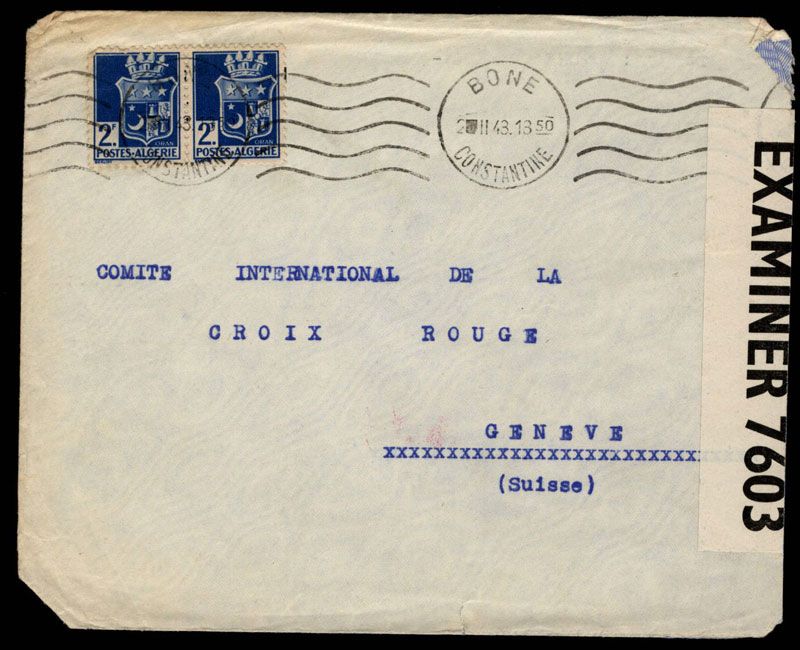 2F 2F
ORAN ORAN
POSTES-ALGERIE POSTES-ALGERIE
CONSTANTINE
BONE
II 43.18 50
CONSTANTINE
EXAMINER 7603
COMITE INTERNATIONAL DE LA
CROIX ROUGE
GENEVE
xxxxxxxxxxxxxxxxxxxxxxxxx
(Suisse)